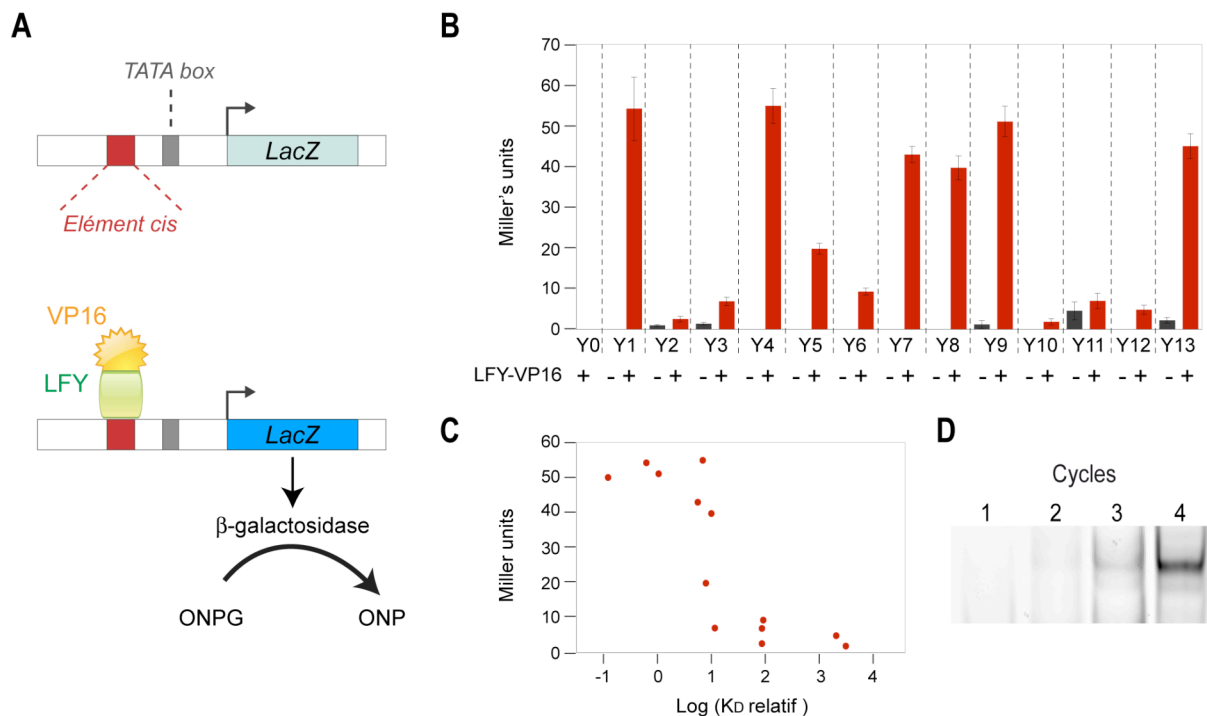 A
TATA box
LacZ
Elément cis
VP16
LFY
LacZ
β-galactosidase
ONPG
ONP
B
Miller's units
70
60
50
40
30
20
10
0
Y0 Y1 Y2 Y3 Y4 Y5 Y6 Y7 Y8 Y9 Y10 Y11 Y12 Y13
LFY-VP16 + - + - + - + - + - + - + - + - + - + - + - + - + - +
C
Miller units
60
50
40
30
20
10
0
-1 0 1 2 3 4
Log (KD relatif )
D
Cycles
1 2 3 4